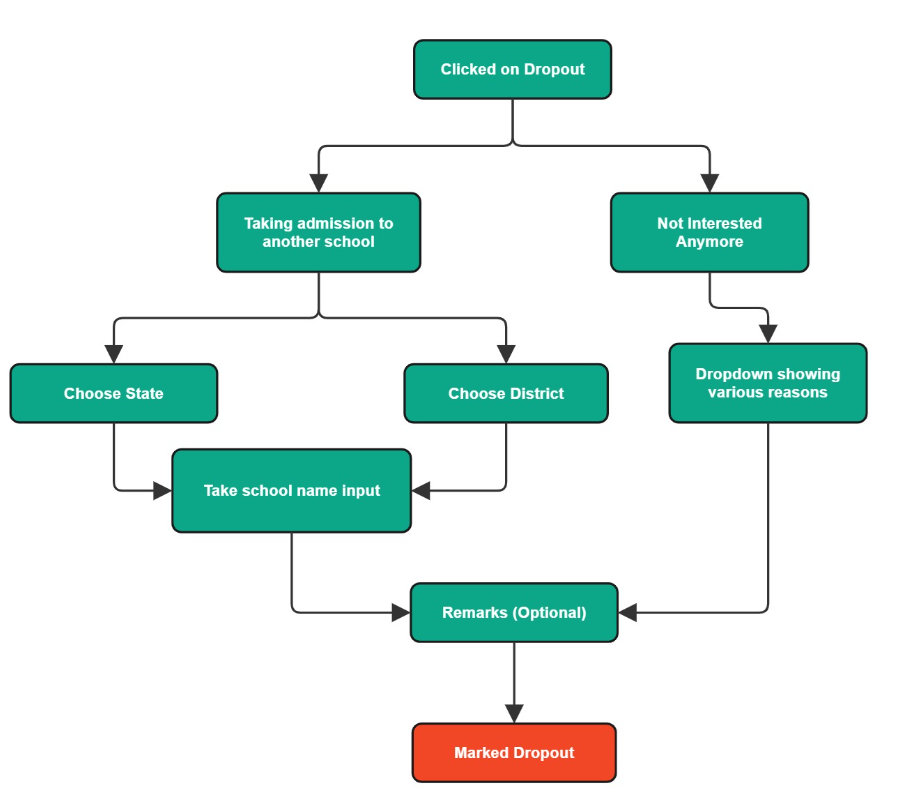 Clicked on Dropout
Taking admission to
another school
Not Interested
Anymore
Choose State
Choose District
Dropdown showing
various reasons
Take school name input
Remarks (Optional)
Marked Dropout